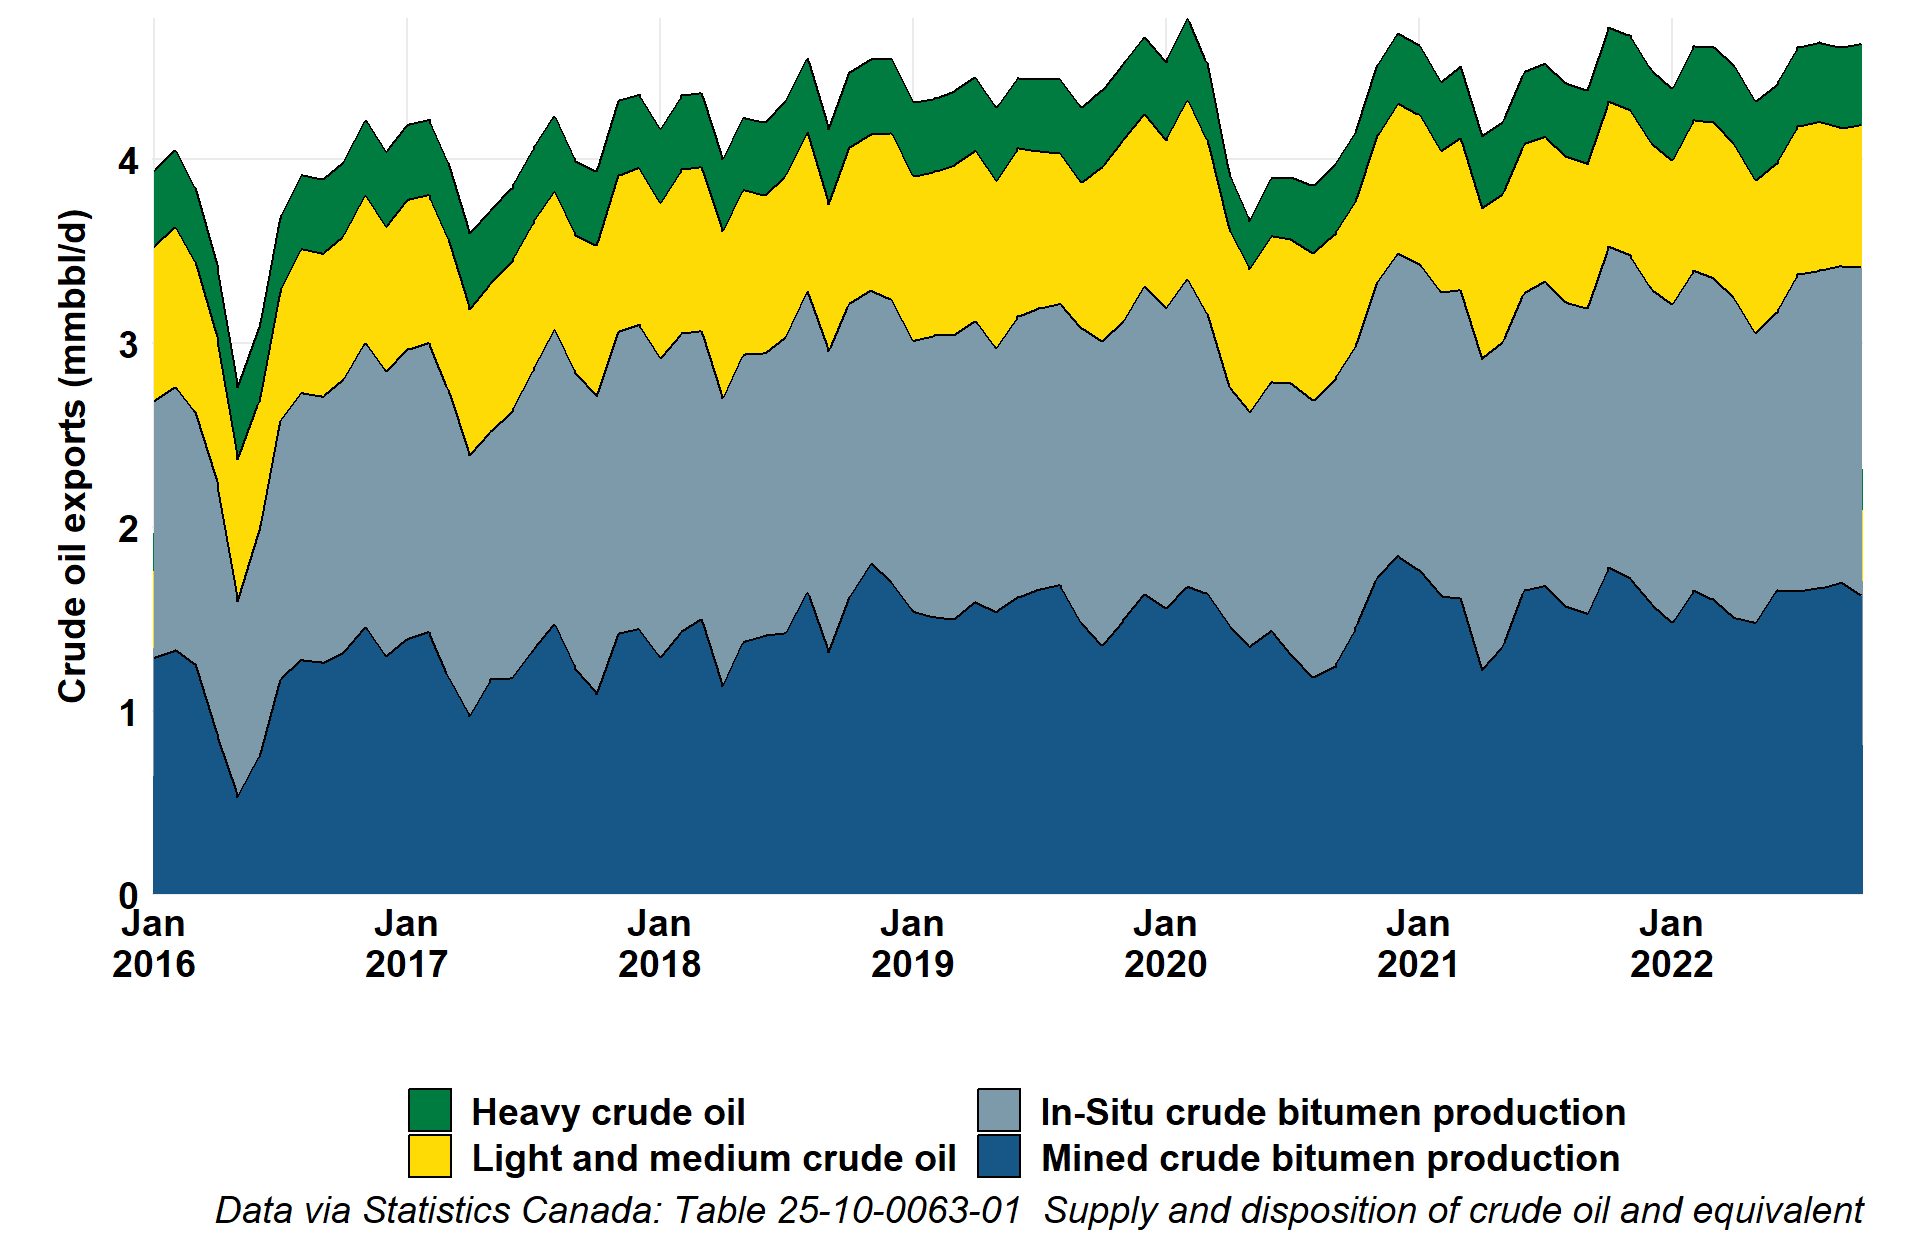 Crude oil exports (mmbbl/d)
4
3
2
1
0
Jan 2016
Jan 2017
Jan 2018
Jan 2019
Jan 2020
Jan 2021
Jan 2022
Heavy crude oil
Light and medium crude oil
In-Situ crude bitumen production
Mined crude bitumen production
Data via Statistics Canada: Table 25-10-0063-01 Supply and disposition of crude oil and equivalent